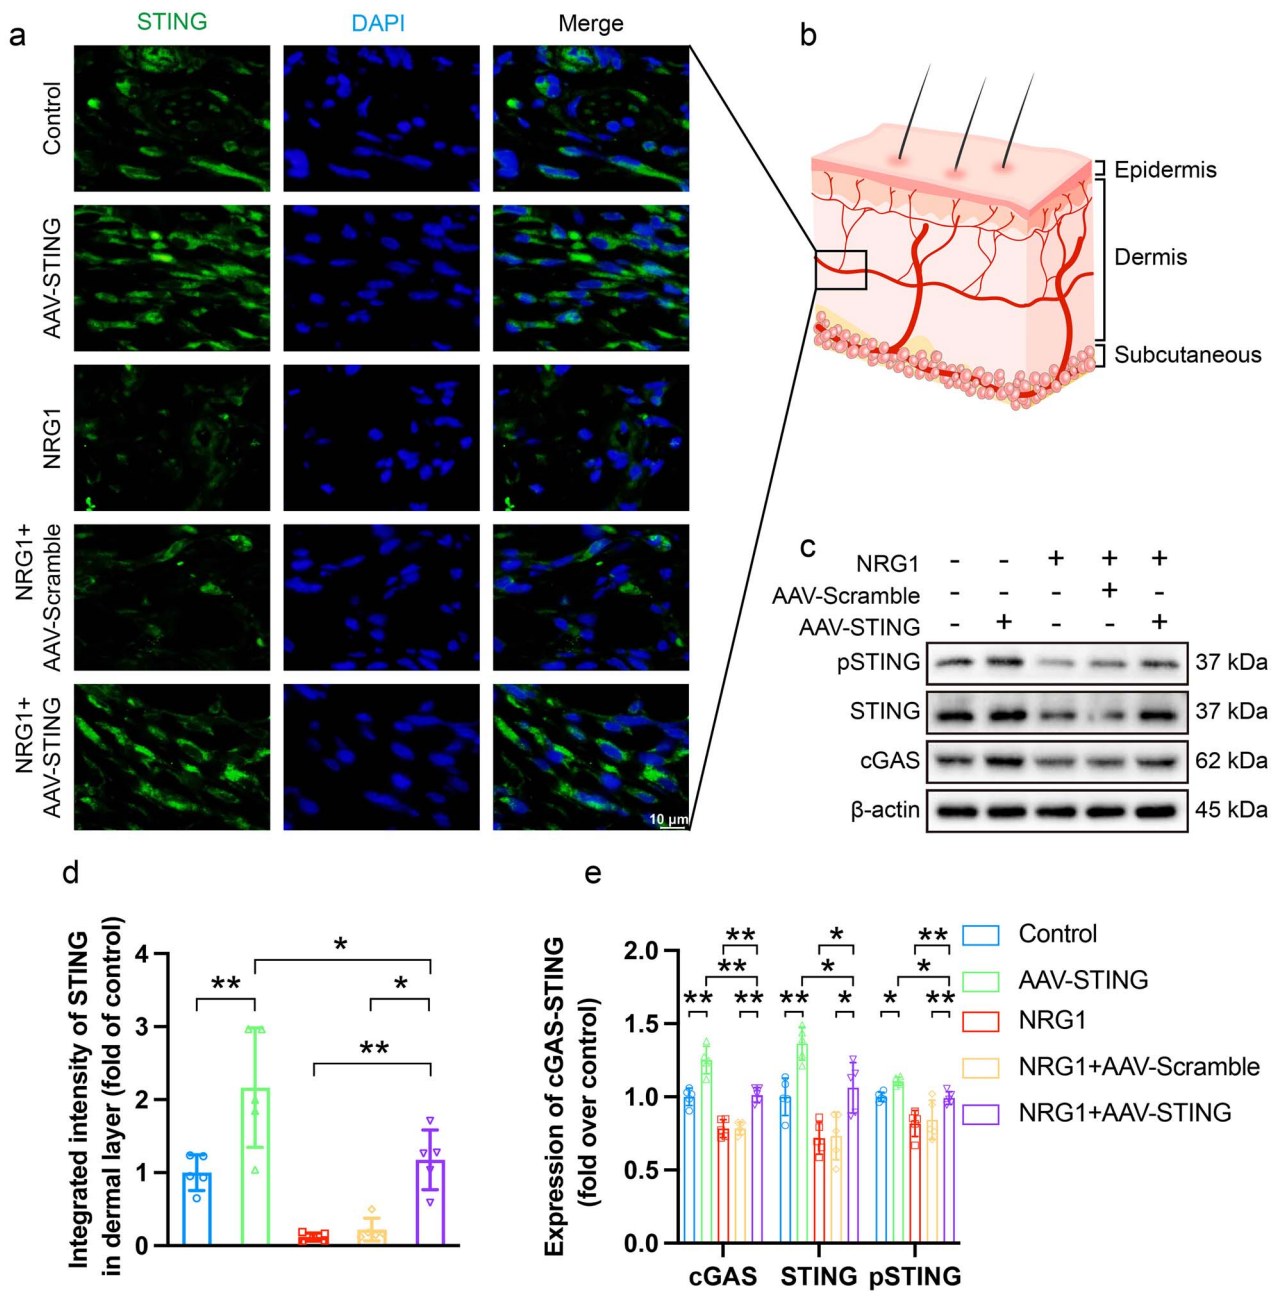 a
STING
DAPI
Merge
Control
AAV-STING
NRG1
NRG1+
AAV-Scramble
NRG1+
AAV-STING
10 μm
b
Epidermis
Dermis
Subcutaneous
c
NRG1 - - + + +
AAV-Scramble - - - + -
AAV-STING - + - - +
pSTING 37 kDa
STING 37 kDa
cGAS 62 kDa
β-actin 45 kDa
d
Integrated intensity of STING
in dermal layer (fold of control)
4
3
2
1
0
**
*
*
**
e
Expression of cGAS-STING
(fold over control)
2.0
1.5
1.0
0.5
0.0
** * **
** * *
** ** ** * * **
cGAS STING pSTING
Control
AAV-STING
NRG1
NRG1+AAV-Scramble
NRG1+AAV-STING